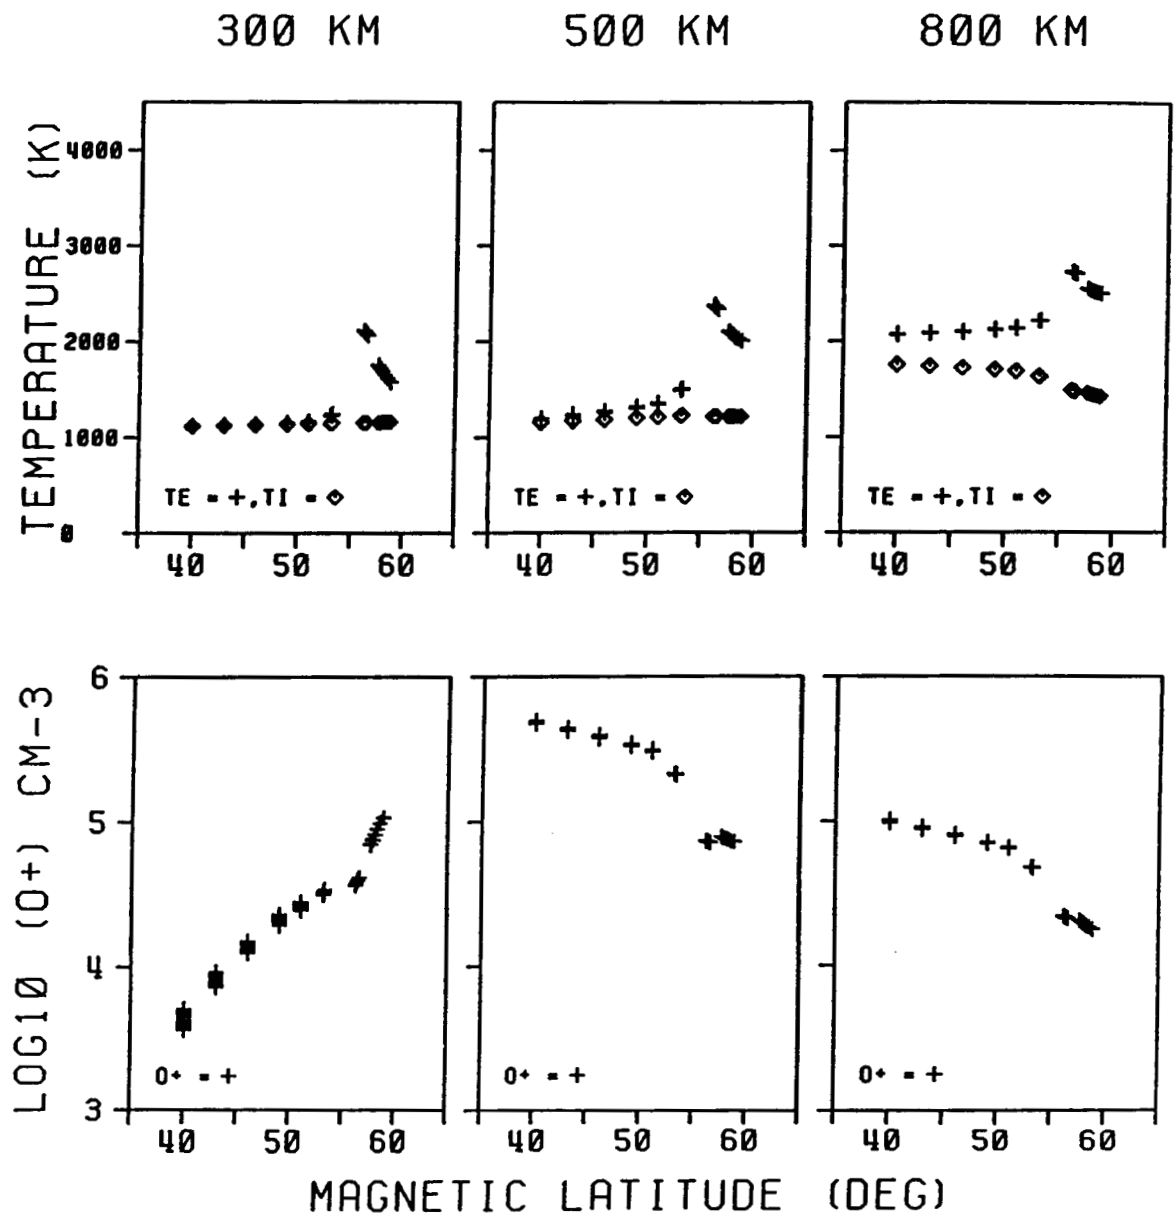 300 KM 500 KM 800 KM
TEMPERATURE (K)
4000
3000
2000
1000
0
TE = +, TI = ◇
TE = +, TI = ◇
TE = +, TI = ◇
40 50 60
40 50 60
40 50 60
LOG10 (O+) CM-3
6
5
4
3
O+ = +
O+ = +
O+ = +
40 50 60
40 50 60
40 50 60
MAGNETIC LATITUDE (DEG)